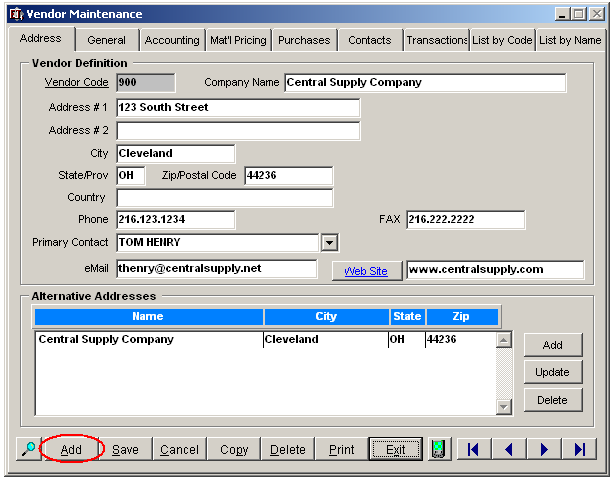 Vendor Maintenance
Address General Accounting Mat'l Pricing Purchases Contacts Transactions List by Code List by Name
Vendor Definition
Vendor Code 900 Company Name Central Supply Company
Address # 1 123 South Street
Address # 2
City Cleveland
State/Prov OH Zip/Postal Code 44236
Country
Phone 216.123.1234 FAX 216.222.2222
Primary Contact TOM HENRY
eMail thenry@centralsupply.net Web Site www.centralsupply.com
Alternative Addresses
Name City State Zip
Central Supply Company Cleveland OH 44236
Add
Update
Delete
Add Save Cancel Copy Delete Print Exit